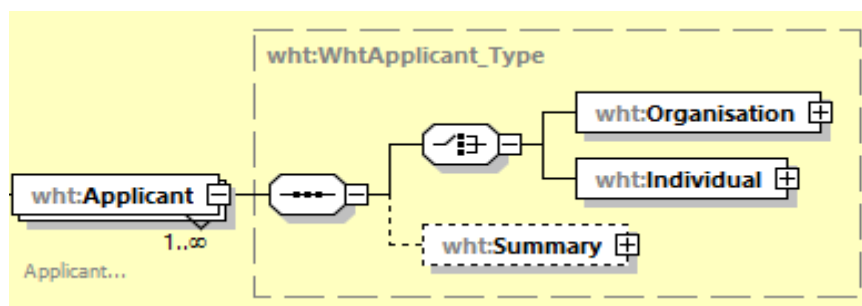 wht:WhtApplicant_Type
wht:Organisation
wht:Individual
wht:Applicant
1..∞
wht:Summary
Applicant...